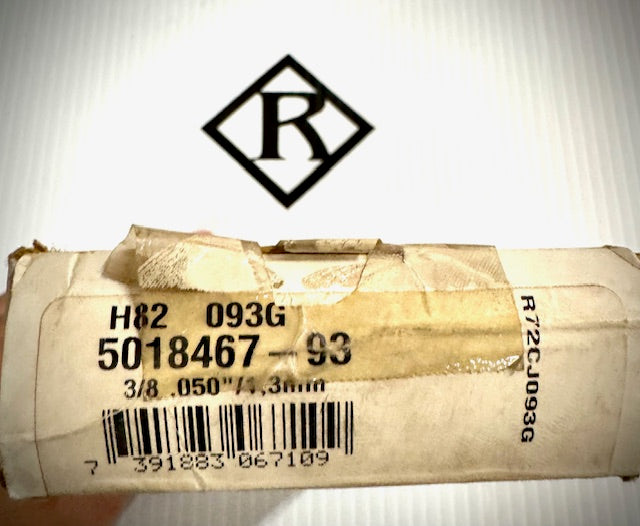 R
H82 093G
5018467-93
3/8 .050"/1,3mm
7 391883 067109
R72CJ093G